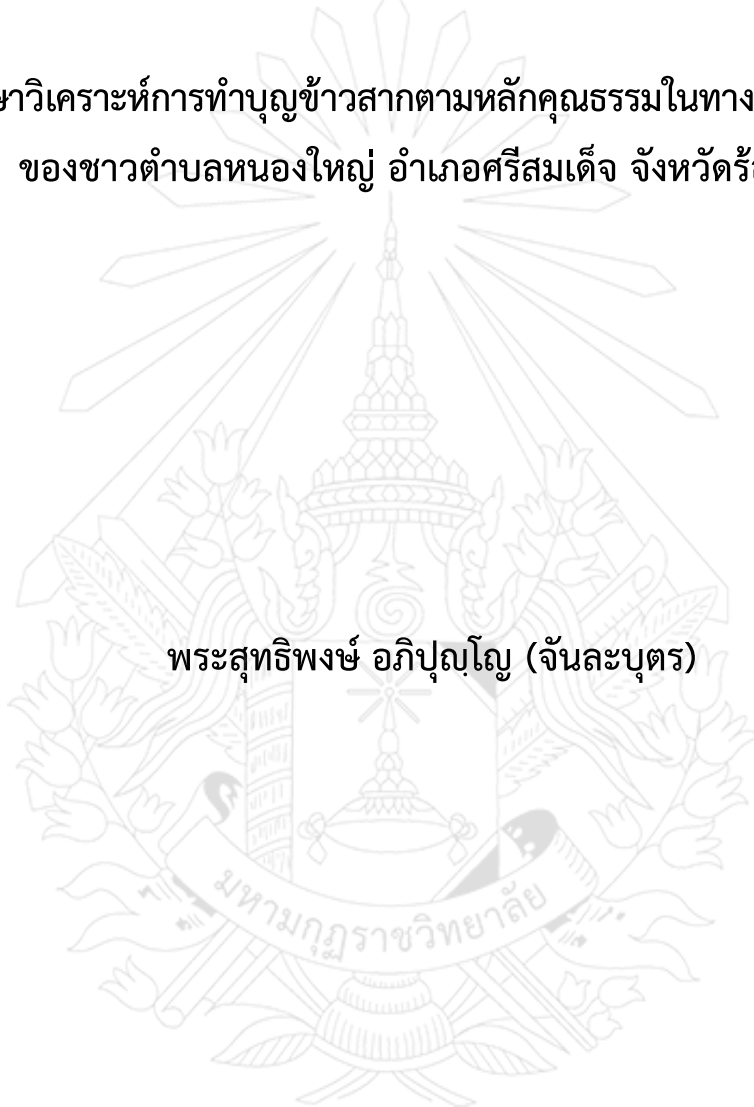 วิเคราะห์การทำบุญข้าวสากตามหลักคุณธรรมในทาง
ของชาวตำบลหนองใหญ่ อำเภอศรีสมเด็จ จังหวัด
พระสุทธิพงษ์ อภิปุญฺโญ (จันละบุตร)
มหามกุฏราชวิทยาลัย